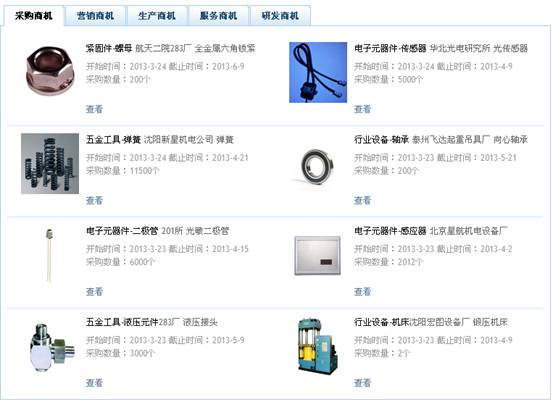 采购商机 营销商机 生产商机 服务商机 研发商机
紧固件-螺母 航天二院283厂 全金属六角锁紧
开始时间：2013-3-24 截止时间：2013-6-9
采购数量：200个
查看
电子元器件-传感器 华北光电研究所 光传感器
开始时间：2013-3-24 截止时间：2013-4-9
采购数量：5000个
查看
五金工具-弹簧 沈阳新星机电公司 弹簧
开始时间：2013-3-24 截止时间：2013-4-21
采购数量：11500个
查看
行业设备-轴承 泰州飞达起重吊具厂 向心轴承
开始时间：2013-3-23 截止时间：2013-5-21
采购数量：200个
查看
电子元器件-二极管 201所 光敏二极管
开始时间：2013-3-23 截止时间：2013-4-15
采购数量：6000个
查看
电子元器件-感应器 北京星航机电设备厂
开始时间：2013-3-23 截止时间：2013-4-2
采购数量：2012个
查看
五金工具-液压元件283厂 液压接头
开始时间：2013-3-23 截止时间：2013-5-9
采购数量：3000个
查看
行业设备-机床沈阳宏图设备厂 锻压机床
开始时间：2013-3-23 截止时间：2013-4-9
采购数量：2个
查看